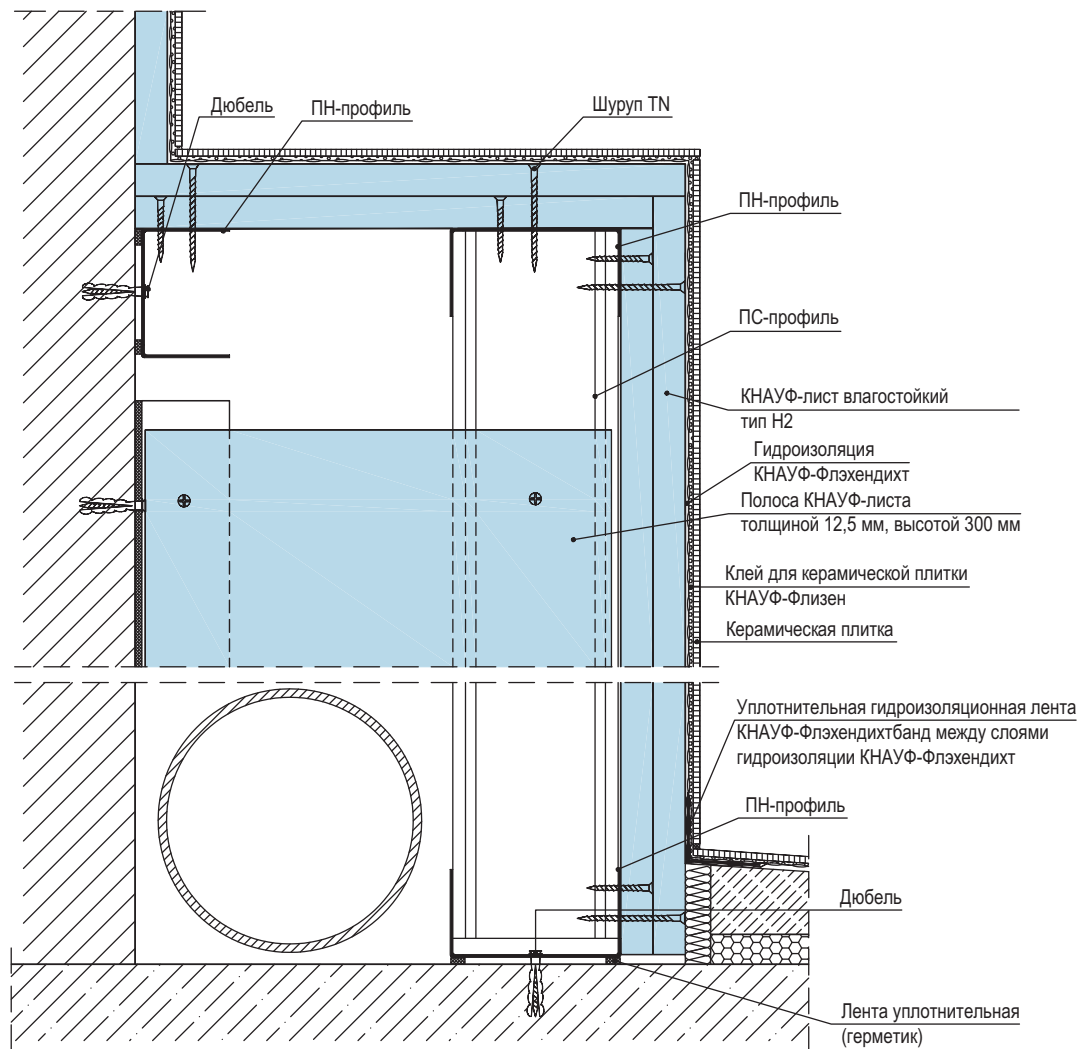 Дюбель
ПН-профиль
Шуруп TN
ПН-профиль
ПС-профиль
КНАУФ-лист влагостойкий
тип Н2
Гидроизоляция
КНАУФ-Флэхендихт
Полоса КНАУФ-листа
толщиной 12,5 мм, высотой 300 мм
Клей для керамической плитки
КНАУФ-Флизен
Керамическая плитка
Уплотнительная гидроизоляционная лента
КНАУФ-Флэхендихтбанд между слоями
гидроизоляции КНАУФ-Флэхендихт
ПН-профиль
Дюбель
Лента уплотнительная
(герметик)